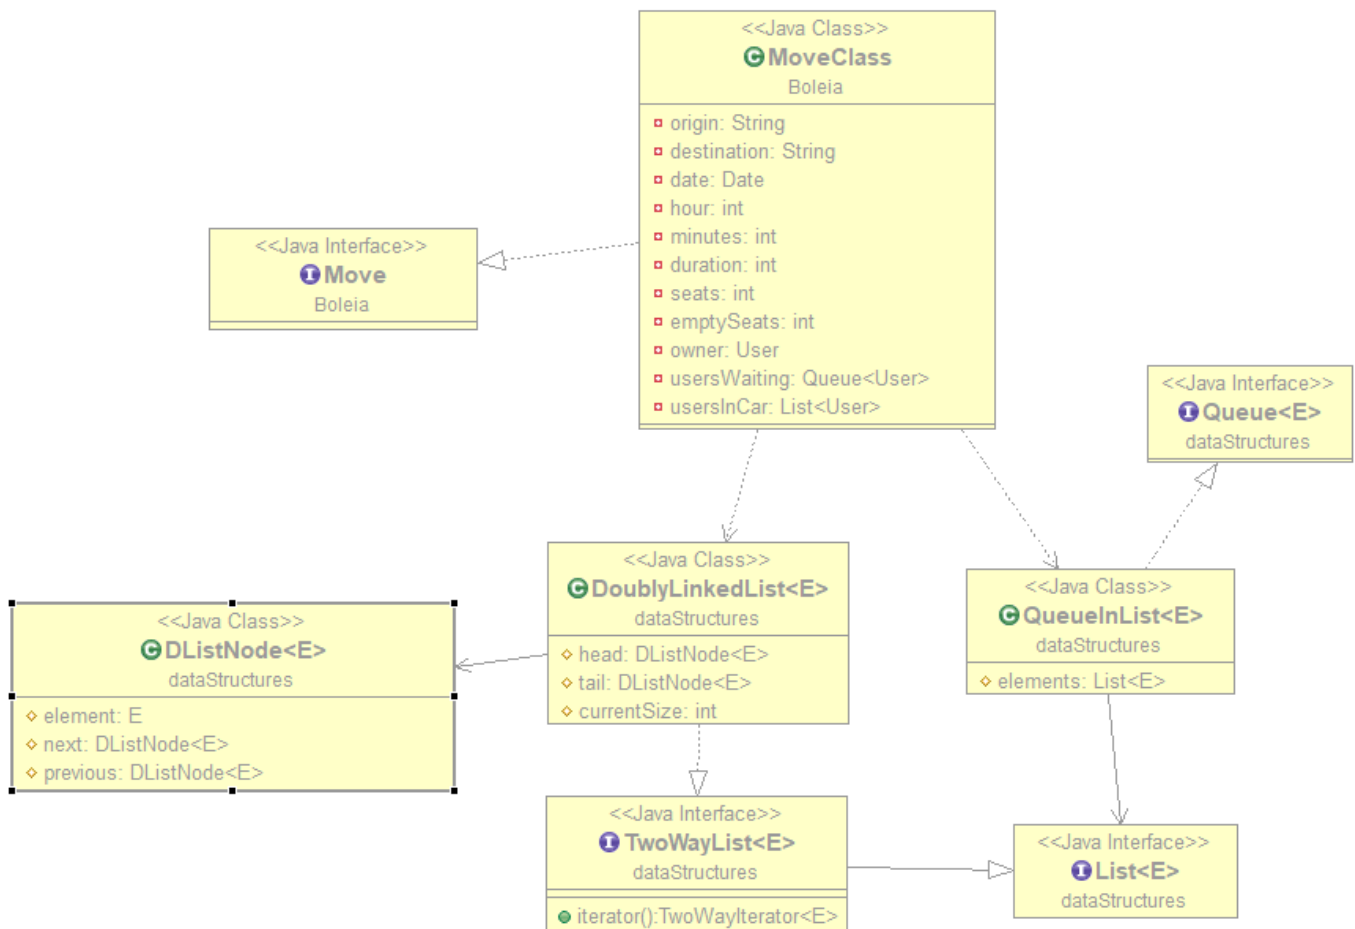 <<Java Class>>
MoveClass
Boleia
origin: String
destination: String
date: Date
hour: int
minutes: int
duration: int
seats: int
emptySeats: int
owner: User
usersWaiting: Queue<User>
usersInCar: List<User>
<<Java Interface>>
Move
Boleia
<<Java Interface>>
Queue<E>
dataStructures
<<Java Class>>
DoublyLinkedList<E>
dataStructures
head: DListNode<E>
tail: DListNode<E>
currentSize: int
<<Java Class>>
QueueInList<E>
dataStructures
elements: List<E>
<<Java Class>>
DListNode<E>
dataStructures
element: E
next: DListNode<E>
previous: DListNode<E>
<<Java Interface>>
TwoWayList<E>
dataStructures
iterator():TwoWayIterator<E>
<<Java Interface>>
List<E>
dataStructures